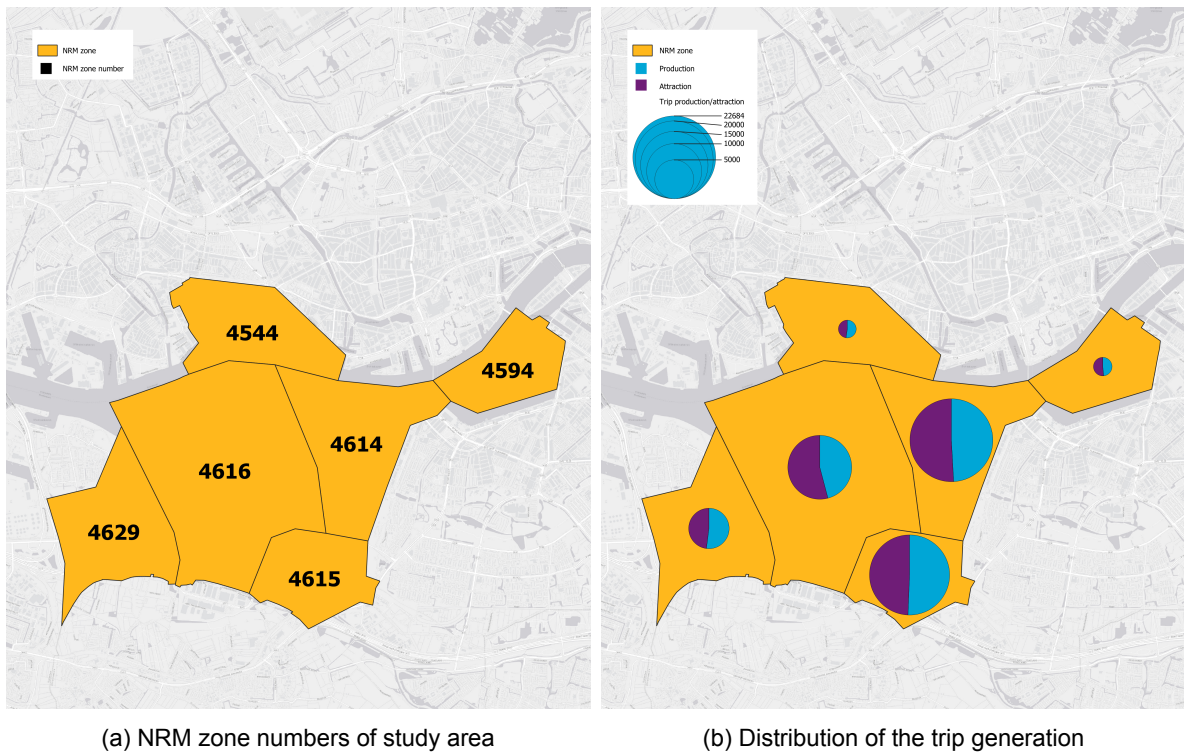 NRM zone
NRM zone number
4544
4594
4614
4616
4629
4615
(a) NRM zone numbers of study area
NRM zone
Production
Attraction
Trip production/attraction
22684
20000
15000
10000
5000
(b) Distribution of the trip generation